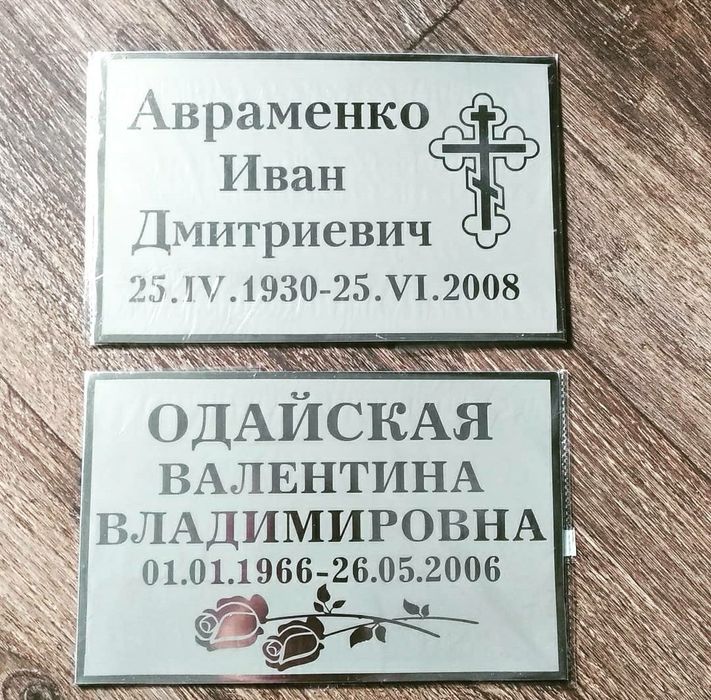 Авраменко
Иван
Дмитриевич
25.IV.1930-25.VI.2008
ОДАЙСКАЯ
ВАЛЕНТИНА
ВЛАДИМИРОВНА
01.01.1966-26.05.2006